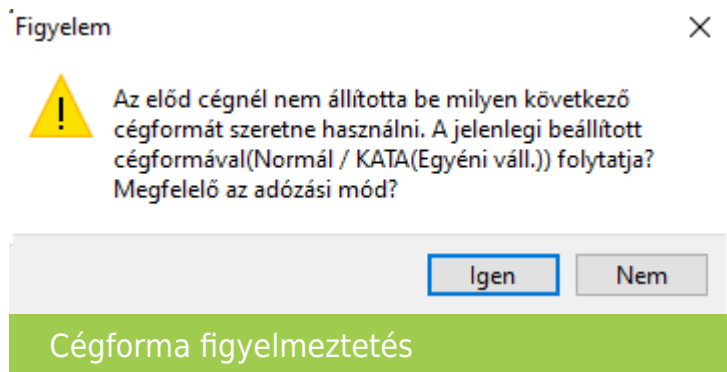 Figyelem
Az előd cégnél nem állította be milyen következő
cégformát szeretne használni. A jelenlegi beállított
cégformával(Normál / KATA(Egyéni váll.)) folytatja?
Megfelelő az adózási mód?
Igen
Nem
Cégforma figyelmeztetés